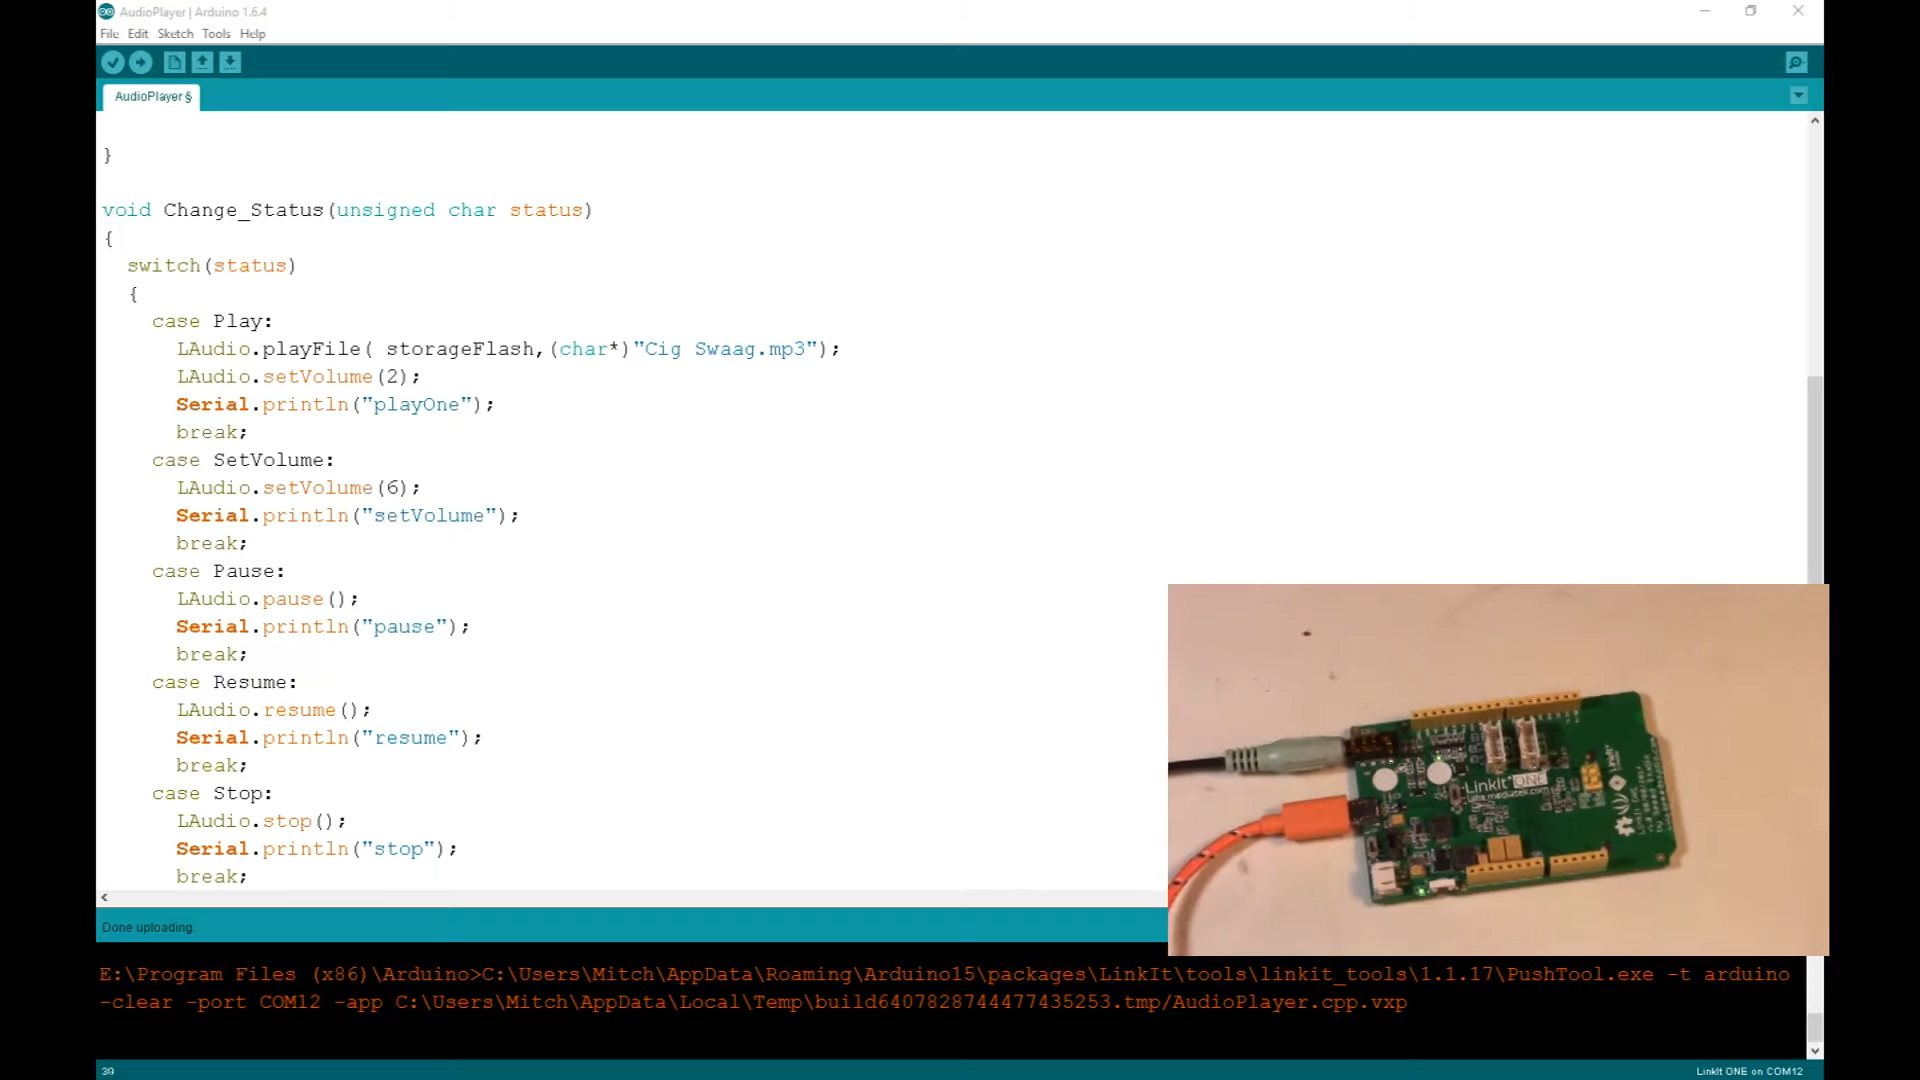 AudioPlayer | Arduino 1.6.4
File Edit Sketch Tools Help
AudioPlayer §
}
void Change_Status(unsigned char status)
{
switch(status)
{
case Play:
LAudio.playFile( storageFlash,(char*)"Cig Swaag.mp3");
LAudio.setVolume(2);
Serial.println("playOne");
break;
case SetVolume:
LAudio.setVolume(6);
Serial.println("setVolume");
break;
case Pause:
LAudio.pause();
Serial.println("pause");
break;
case Resume:
LAudio.resume();
Serial.println("resume");
break;
case Stop:
LAudio.stop();
Serial.println("stop");
break;
LinkIt ONE
labs.mediatek.com
Done uploading.
E:\Program Files (x86)\Arduino>C:\Users\Mitch\AppData\Roaming\Arduino15\packages\LinkIt\tools\linkit_tools\1.1.17\PushTool.exe -t arduino
-clear -port COM12 -app C:\Users\Mitch\AppData\Local\Temp\build6407828744477435253.tmp/AudioPlayer.cpp.vxp
39
LinkIt ONE on COM12